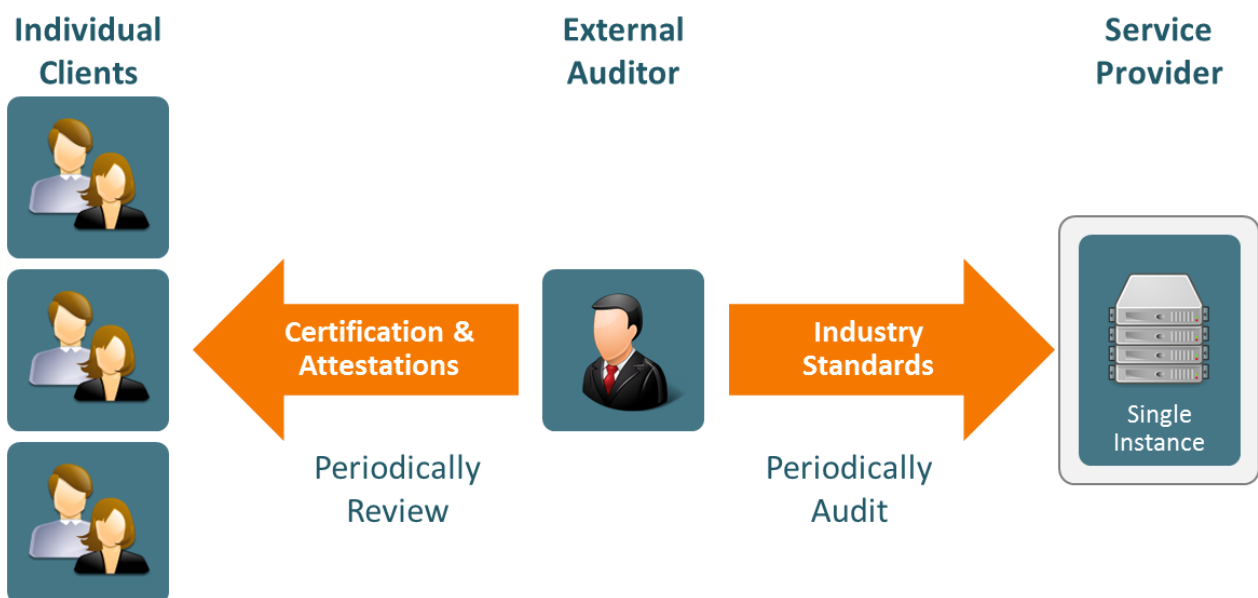 Individual
Clients
External
Auditor
Service
Provider
Certification &
Attestations
Industry
Standards
Single
Instance
Periodically
Review
Periodically
Audit